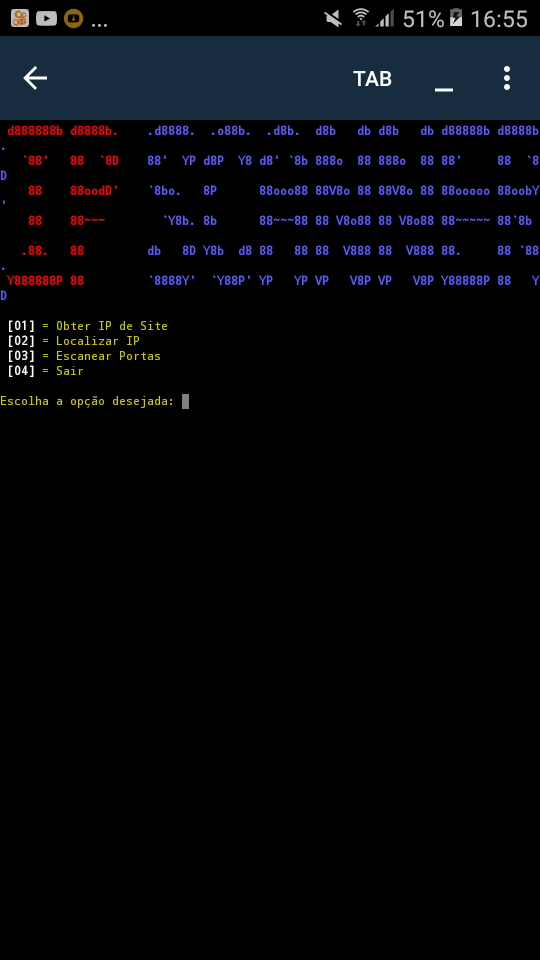 ... 51% 16:55
TAB
 d888888b d8888b.    .d8888.  .o88b.  .d8b.  d8b   db d8b   db d88888b d8888b
.
  `88'   88  `8D    88'  YP d8P  Y8 d8' `8b 888o  88 888o  88 88'     88  `8
D
   88    88oodD'    `8bo.   8P      88ooo88 88V8o 88 88V8o 88 88ooooo 88oobY
'
   88    88~~~        `Y8b. 8b      88~~~88 88 V8o88 88 V8o88 88~~~~~ 88`8b
  .88.   88         db   8D Y8b  d8 88   88 88  V888 88  V888 88.     88 `88
.
Y888888P 88         `8888Y'  `Y88P' YP   YP VP   V8P VP   V8P Y88888P 88   Y
D
[01] = Obter IP de Site
[02] = Localizar IP
[03] = Escanear Portas
[04] = Sair
Escolha a opção desejada: